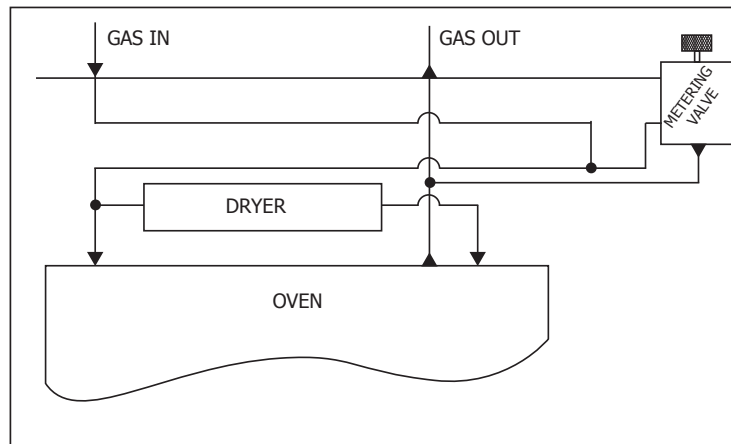 GAS IN
GAS OUT
METERING
VALVE
DRYER
OVEN